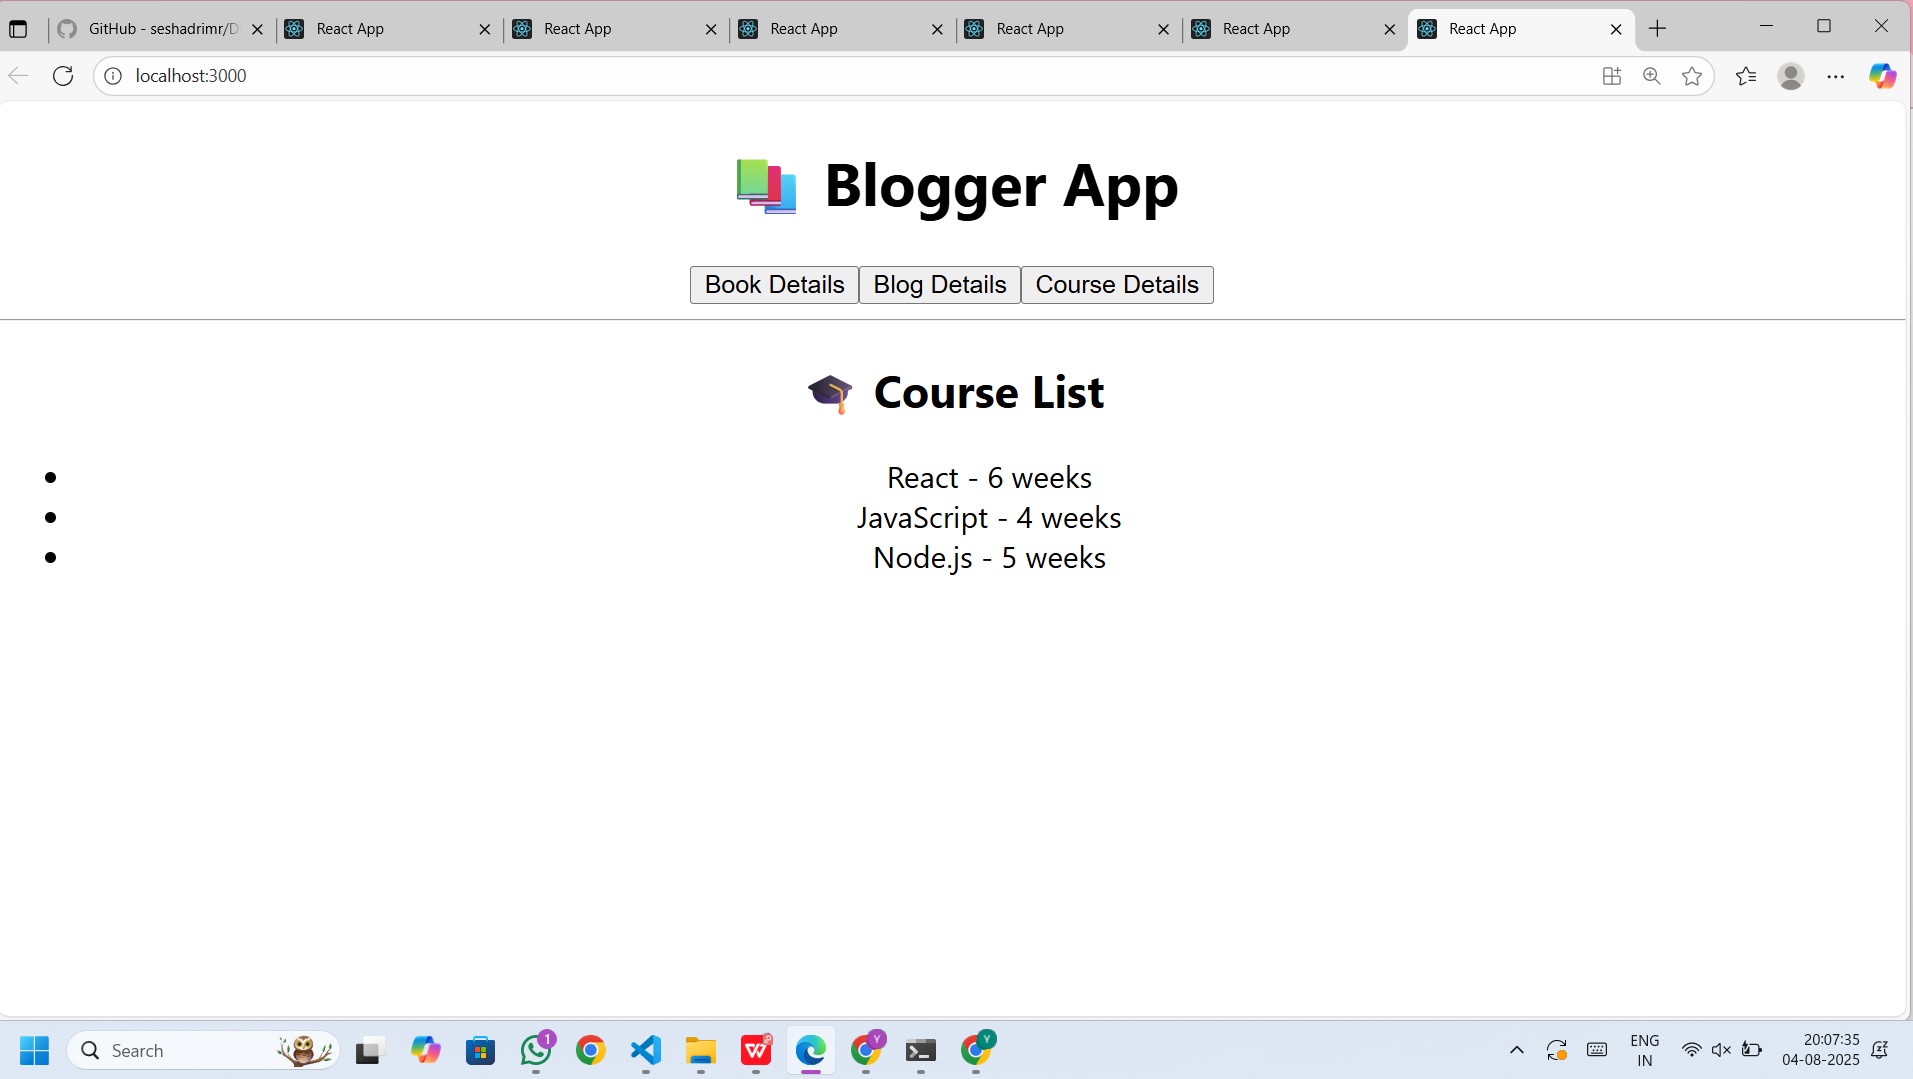 GitHub - seshadrimr/D
React App
React App
React App
React App
React App
React App
localhost:3000
📚 Blogger App
Book Details Blog Details Course Details
🎓 Course List
• React - 6 weeks
• JavaScript - 4 weeks
• Node.js - 5 weeks
Search
1
Y
Y
ENG
IN
20:07:35
04-08-2025